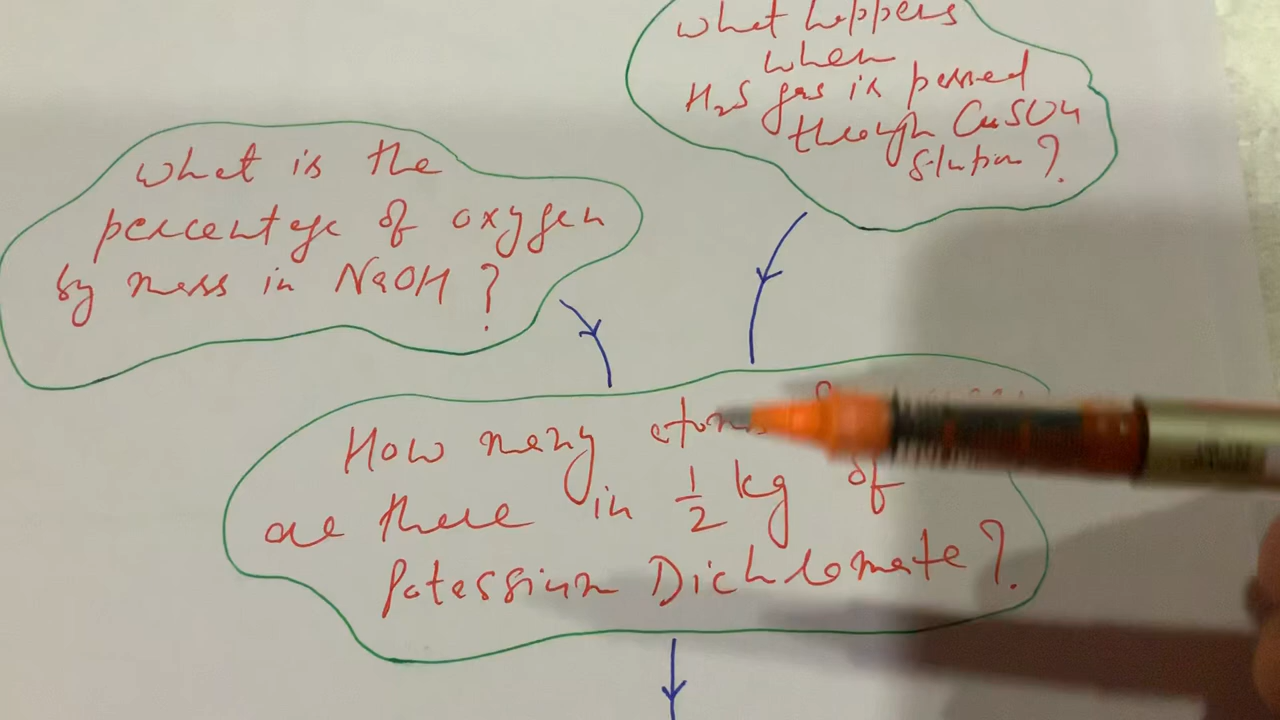 what happens
when
H₂S gas is passed
through CuSO4
Solution ?
what is the
percentage of oxygen
by mass in NaOH ?
How many atoms
are there in 1/2 kg of
Potassium Dichromate ?